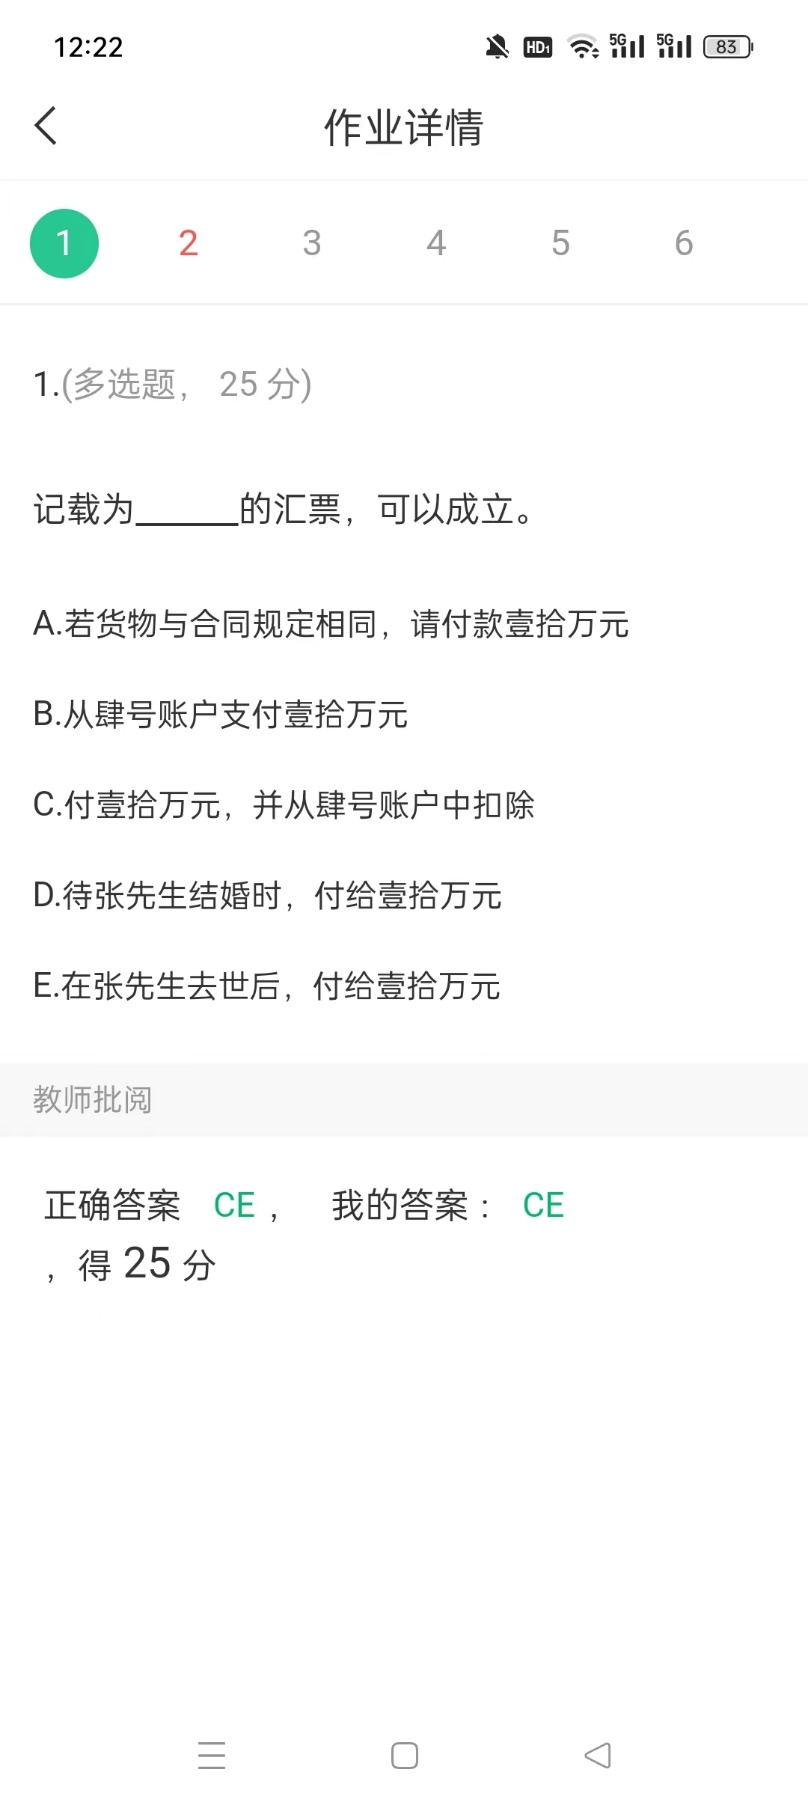 12:22
HD1 5G 5G 83
作业详情
1 2 3 4 5 6
1.(多选题， 25 分)
记载为______的汇票，可以成立。
A.若货物与合同规定相同，请付款壹拾万元
B.从肆号账户支付壹拾万元
C.付壹拾万元，并从肆号账户中扣除
D.待张先生结婚时，付给壹拾万元
E.在张先生去世后，付给壹拾万元
教师批阅
正确答案 CE ， 我的答案： CE
，得 25 分